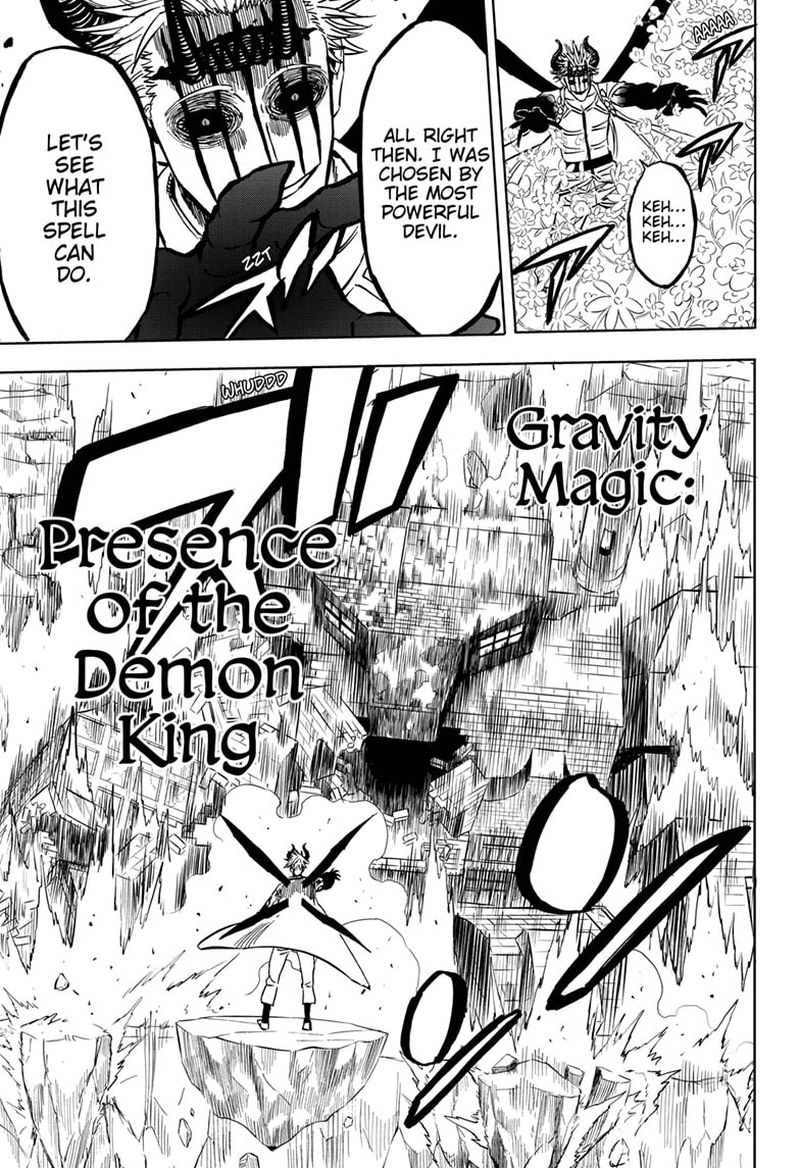 AAAAA
KEH...
KEH...
KEH...
ALL RIGHT
THEN. I WAS
CHOSEN BY
THE MOST
POWERFUL
DEVIL.
ZZT
LET'S
SEE
WHAT
THIS
SPELL
CAN
DO.
WHUDDD
Gravity
Magic:
Presence
of the
Demon
King